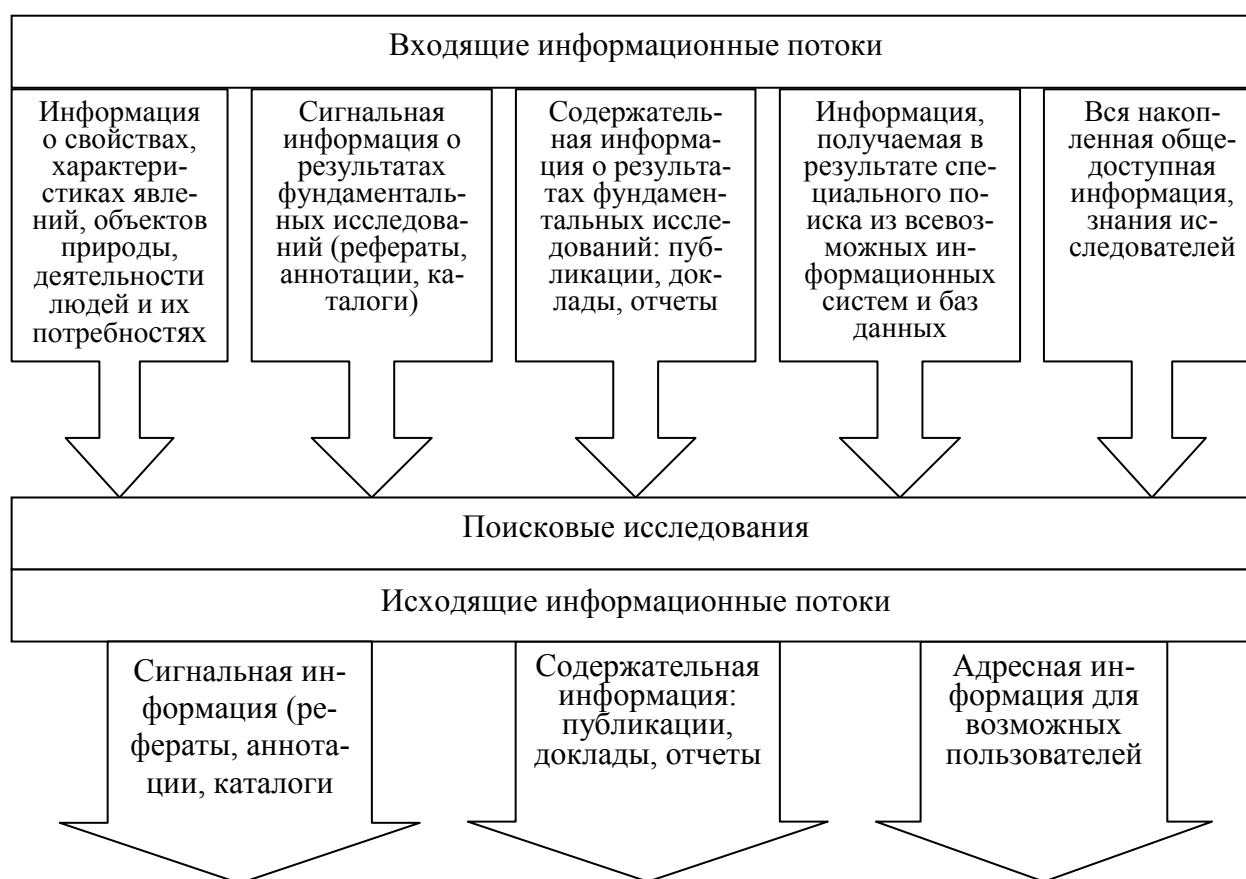 Входящие информационные потоки
Информация
о свойствах,
характери-
стиках явле-
ний, объектов
природы,
деятельности
людей и их
потребностях
Сигнальная
информация о
результатах
фундаменталь-
ных исследова-
ний (рефераты,
аннотации, ка-
талоги)
Содержатель-
ная информа-
ция о результа-
тах фундамен-
тальных иссле-
дований: пуб-
ликации, док-
лады, отчеты
Информация,
получаемая в
результате спе-
циального по-
иска из всевоз-
можных ин-
формационных
систем и баз
данных
Вся накоп-
ленная обще-
доступная
информация,
знания ис-
следователей
Поисковые исследования
Исходящие информационные потоки
Сигнальная ин-
формация (ре-
фераты, аннота-
ции, каталоги
Содержательная
информация:
публикации,
доклады, отчеты
Адресная ин-
формация для
возможных
пользователей